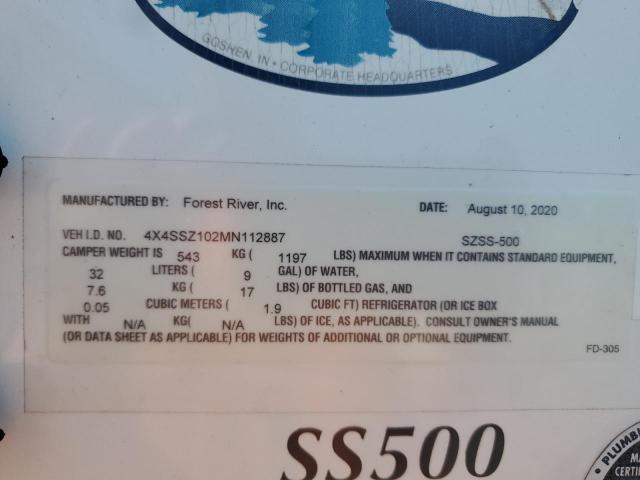 GOSHEN, IN • CORPORATE HEADQUARTERS
MANUFACTURED BY: Forest River, Inc. DATE: August 10, 2020
VEH I.D. NO. 4X4SSZ102MN112887 SZSS-500
CAMPER WEIGHT IS 543 KG ( 1197 LBS) MAXIMUM WHEN IT CONTAINS STANDARD EQUIPMENT,
32 LITERS ( 9 GAL) OF WATER,
7.6 KG ( 17 LBS) OF BOTTLED GAS, AND
0.05 CUBIC METERS ( 1.9 CUBIC FT) REFRIGERATOR (OR ICE BOX
WITH N/A KG( N/A LBS) OF ICE, AS APPLICABLE). CONSULT OWNER'S MANUAL
(OR DATA SHEET AS APPLICABLE) FOR WEIGHTS OF ADDITIONAL OR OPTIONAL EQUIPMENT.
FD-305
SS500